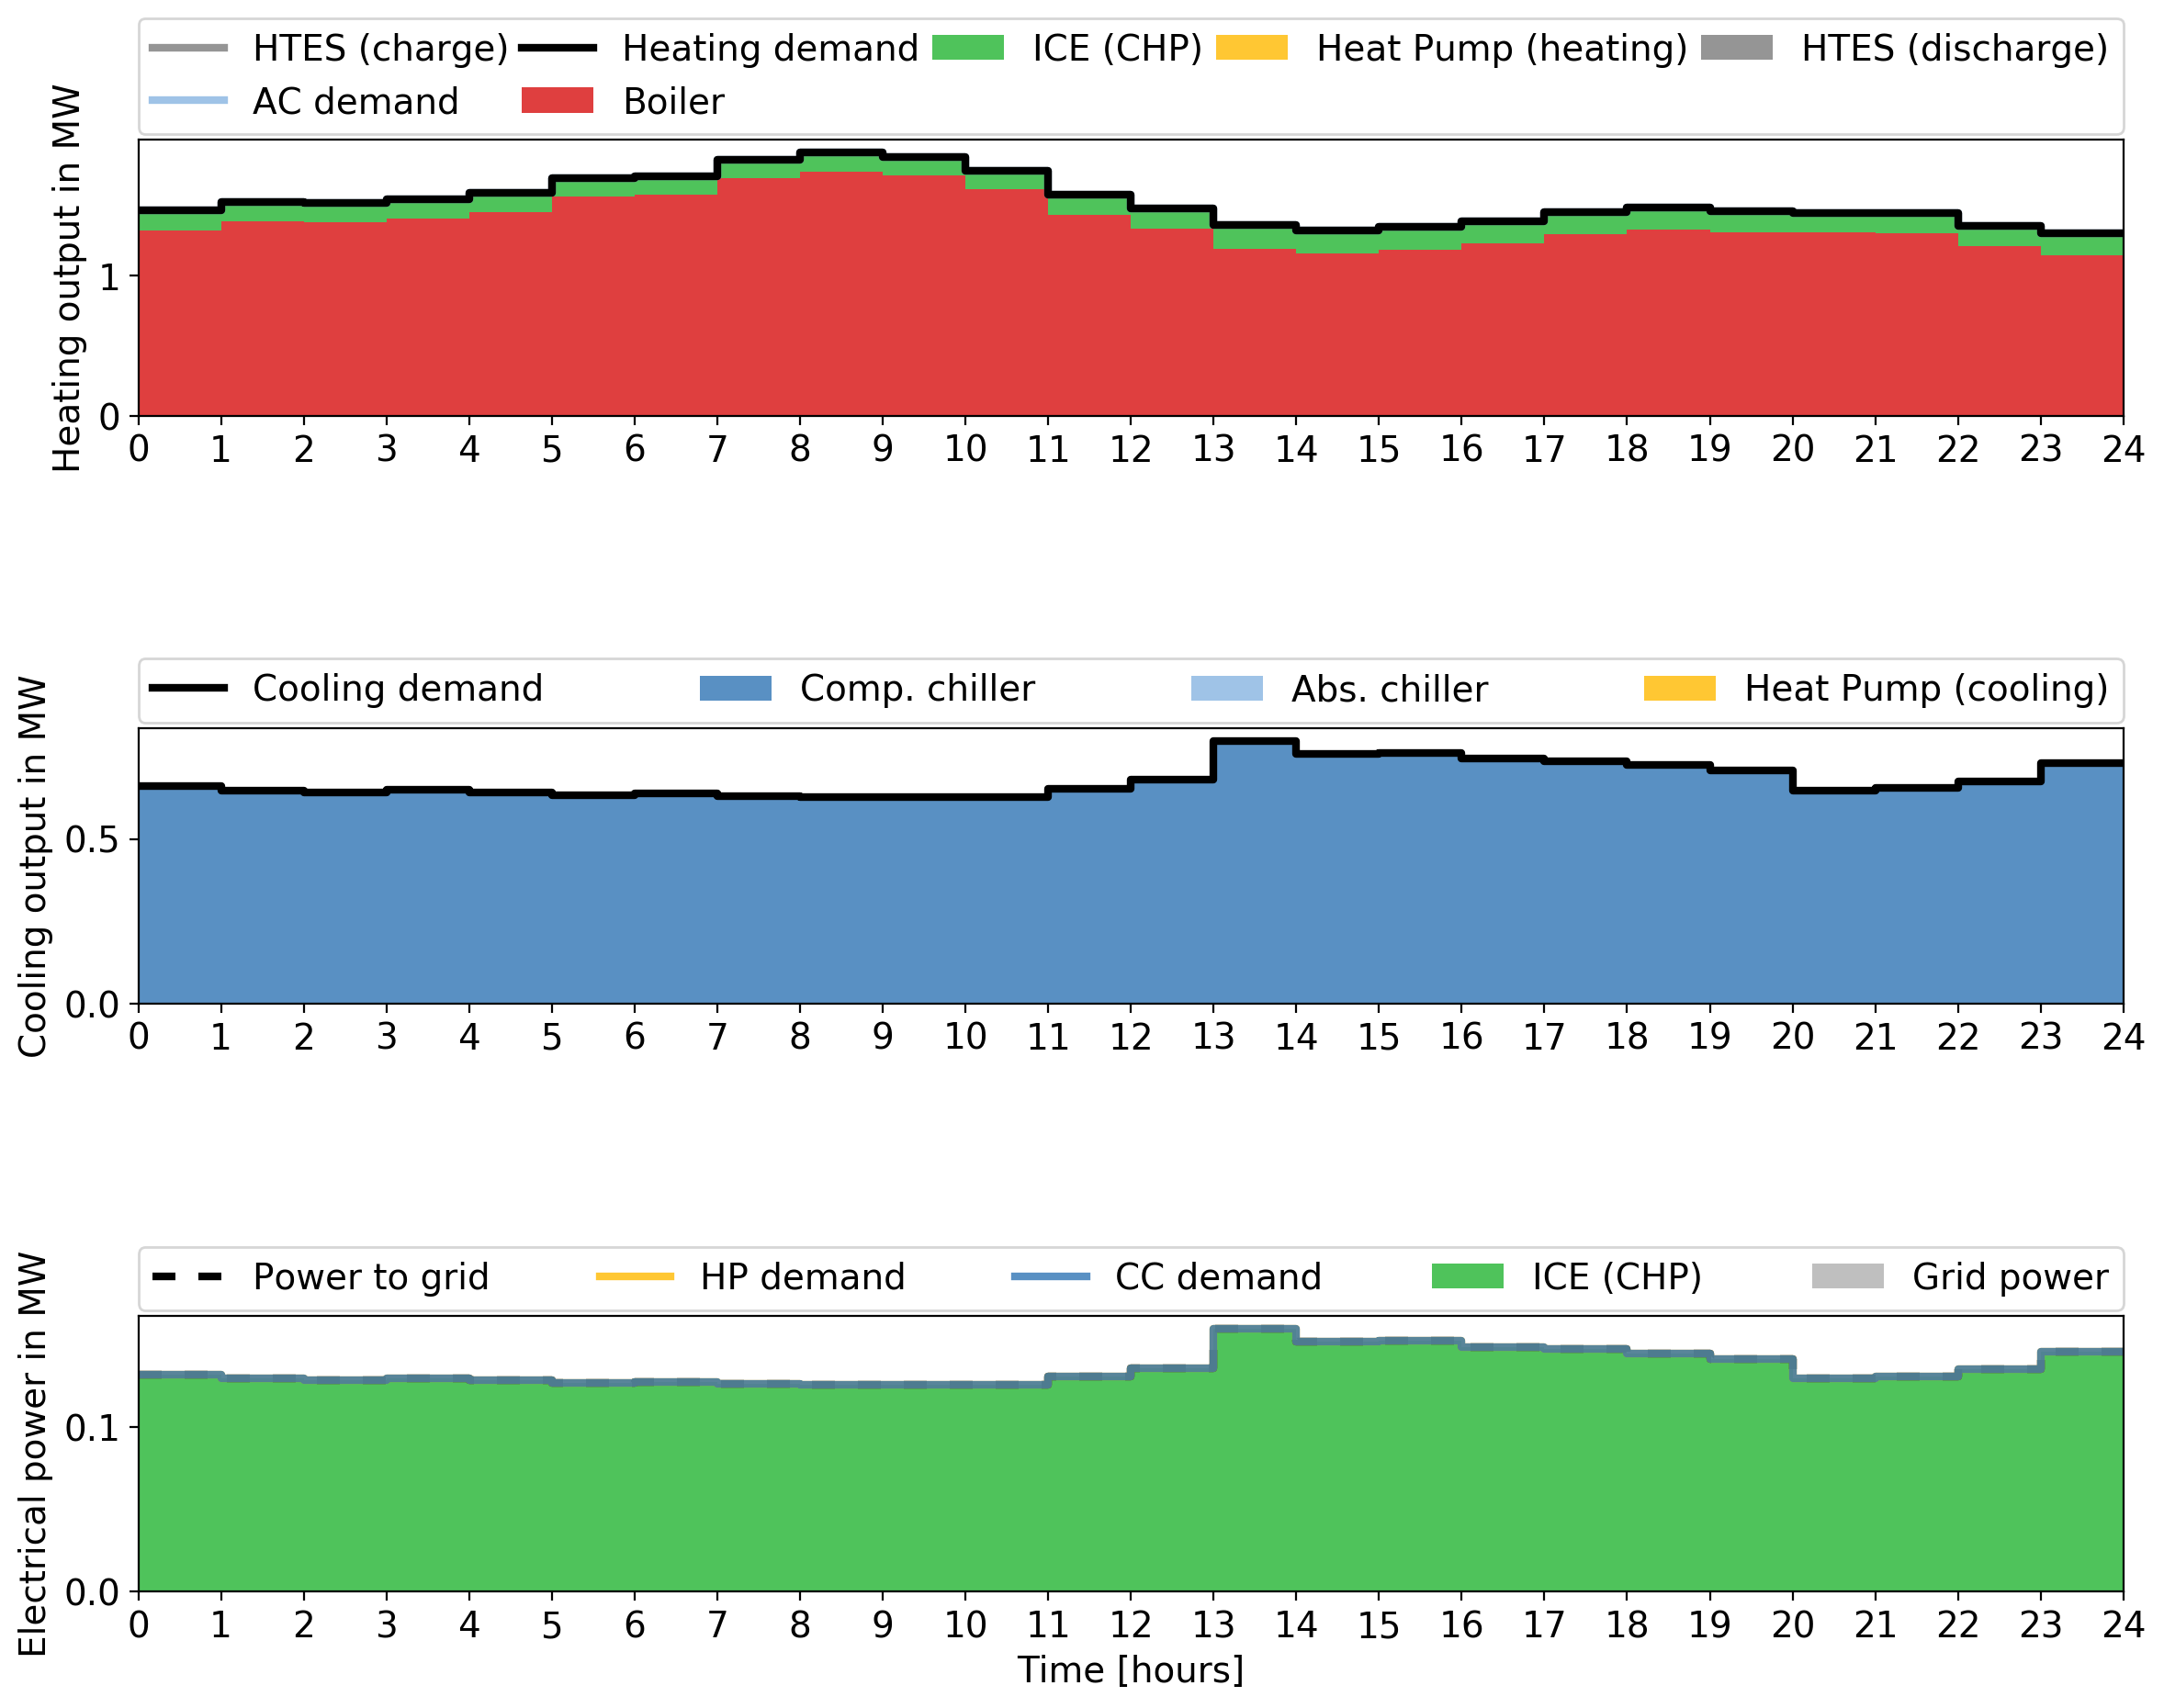 HTES (charge) Heating demand ICE (CHP) Heat Pump (heating) HTES (discharge)
AC demand Boiler
Heating output in MW
1
0
0 1 2 3 4 5 6 7 8 9 10 11 12 13 14 15 16 17 18 19 20 21 22 23 24
Cooling demand Comp. chiller Abs. chiller Heat Pump (cooling)
Cooling output in MW
0.5
0.0
0 1 2 3 4 5 6 7 8 9 10 11 12 13 14 15 16 17 18 19 20 21 22 23 24
Power to grid HP demand CC demand ICE (CHP) Grid power
Electrical power in MW
0.1
0.0
0 1 2 3 4 5 6 7 8 9 10 11 12 13 14 15 16 17 18 19 20 21 22 23 24
Time [hours]